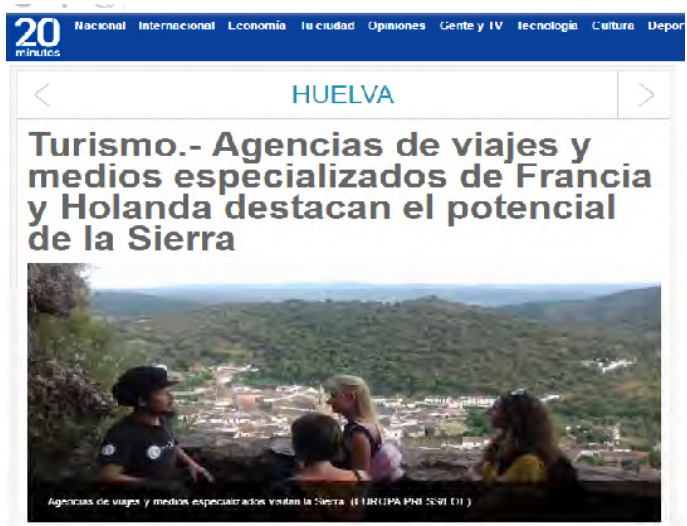 20
minutos
Nacional Internacional Economía Tu ciudad Opiniones Gente y TV Tecnología Cultura Depor
HUELVA
Turismo.- Agencias de viajes y
medios especializados de Francia
y Holanda destacan el potencial
de la Sierra
Agencias de viajes y medios especializados visitan la Sierra (EUROPA PRESS/EOL)